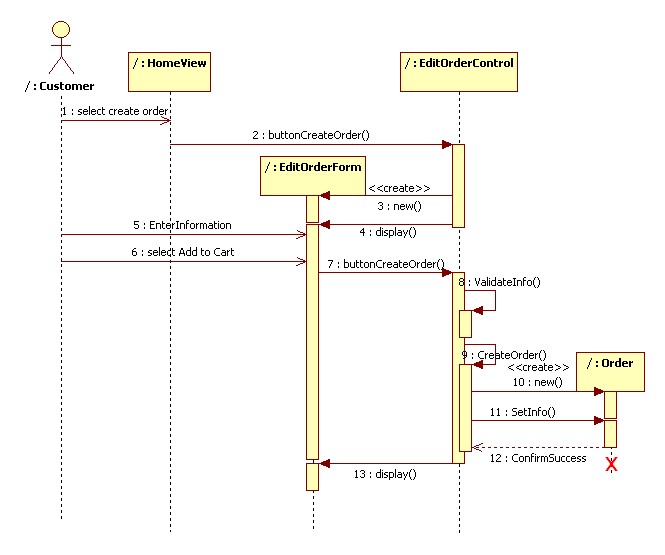 / : Customer
/ : HomeView
/ : EditOrderControl
1 : select create order
2 : buttonCreateOrder()
/ : EditOrderForm
<<create>>
3 : new()
4 : display()
5 : EnterInformation
6 : select Add to Cart
7 : buttonCreateOrder()
8 : ValidateInfo()
9 : CreateOrder()
<<create>>
/ : Order
10 : new()
11 : SetInfo()
12 : ConfirmSuccess
13 : display()